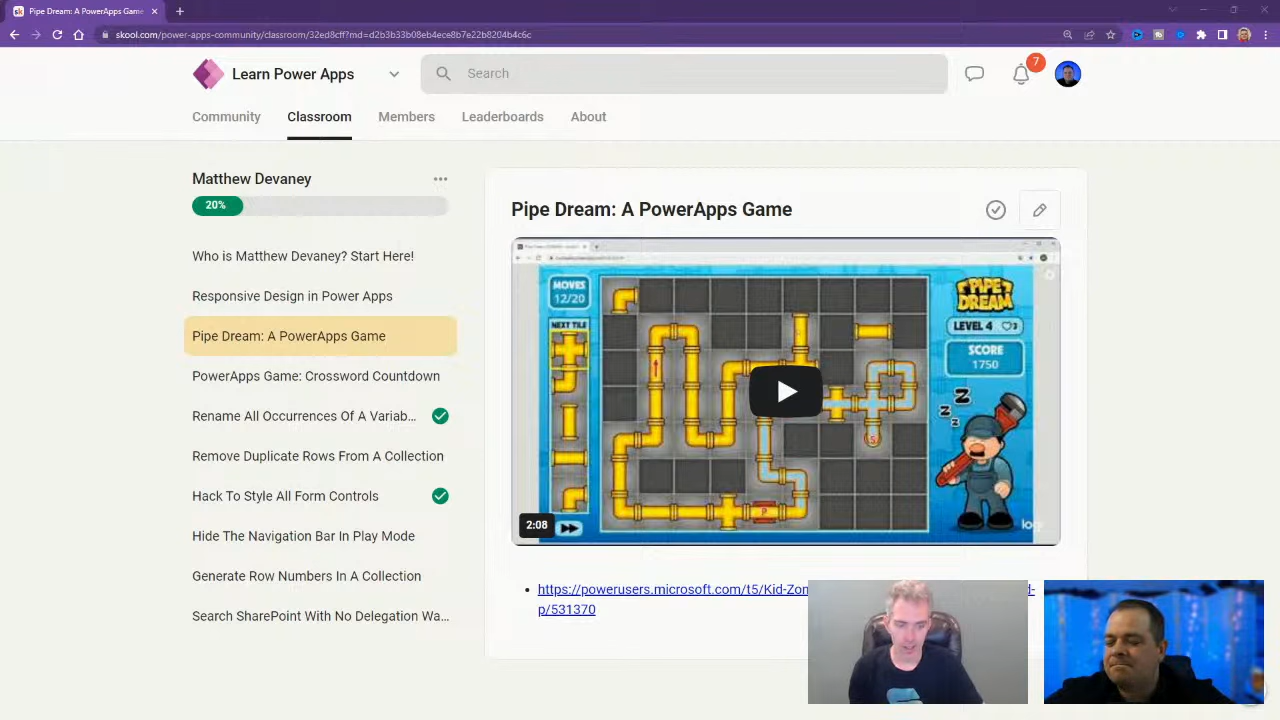 Pipe Dream: A PowerApps Game
skool.com/power-apps-community/classroom/32ed8cff?md=d2b3b33b08eb4ece8b7e22b8204b4c6c
Learn Power Apps
Search
7
Community
Classroom
Members
Leaderboards
About
Matthew Devaney
20%
Who is Matthew Devaney? Start Here!
Responsive Design in Power Apps
Pipe Dream: A PowerApps Game
PowerApps Game: Crossword Countdown
Rename All Occurrences Of A Variab...
Remove Duplicate Rows From A Collection
Hack To Style All Form Controls
Hide The Navigation Bar In Play Mode
Generate Row Numbers In A Collection
Search SharePoint With No Delegation Wa...
Pipe Dream: A PowerApps Game
MOVES
12/20
NEXT TILE
PIPE
DREAM
LEVEL 4
3
SCORE
1750
z
z
z
S
P
2:08
https://powerusers.microsoft.com/t5/Kid-Zon
d-
p/531370